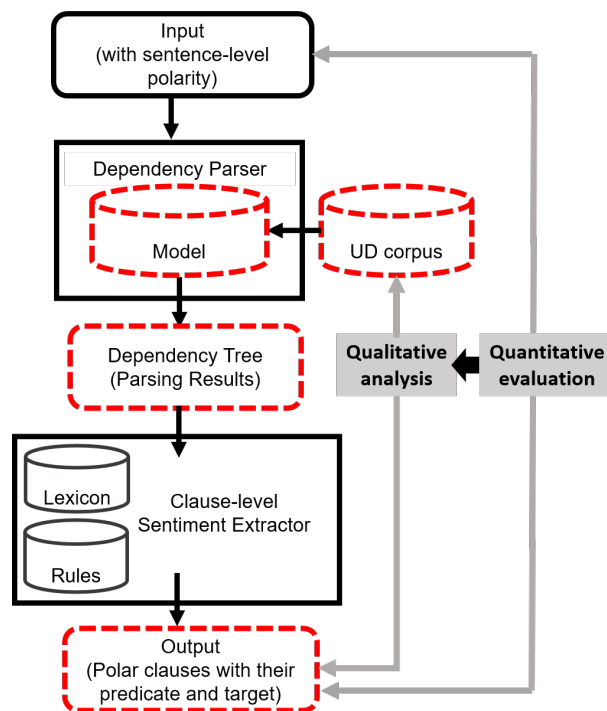 Input
(with sentence-level
polarity)
Dependency Parser
Model
UD corpus
Dependency Tree
(Parsing Results)
Qualitative
analysis
Quantitative
evaluation
Lexicon
Rules
Clause-level
Sentiment Extractor
Output
(Polar clauses with their
predicate and target)